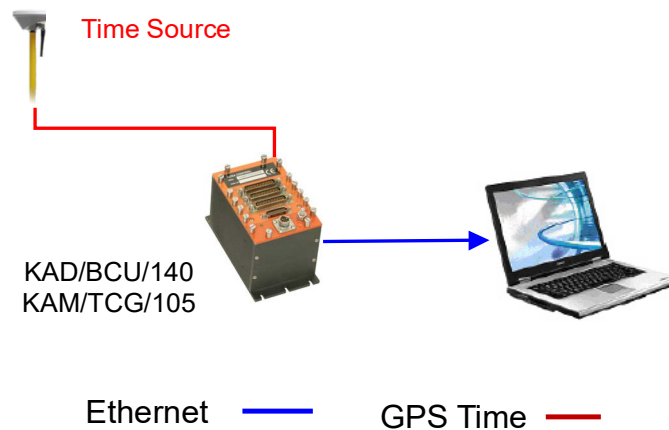 Time Source
KAD/BCU/140
KAM/TCG/105
Ethernet
GPS Time